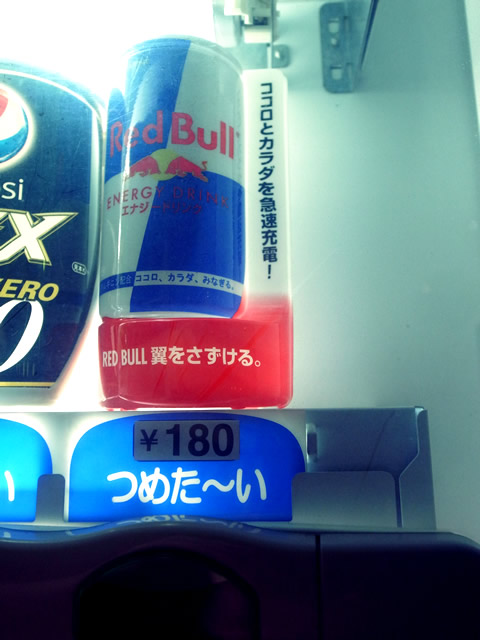 Red Bull
ENERGY DRINK
エナジードリンク
ココロ、カラダ、みなぎる。
ココロとカラダを急速充電！
RED BULL 翼をさずける。
ZERO
¥180
つめた〜い
い